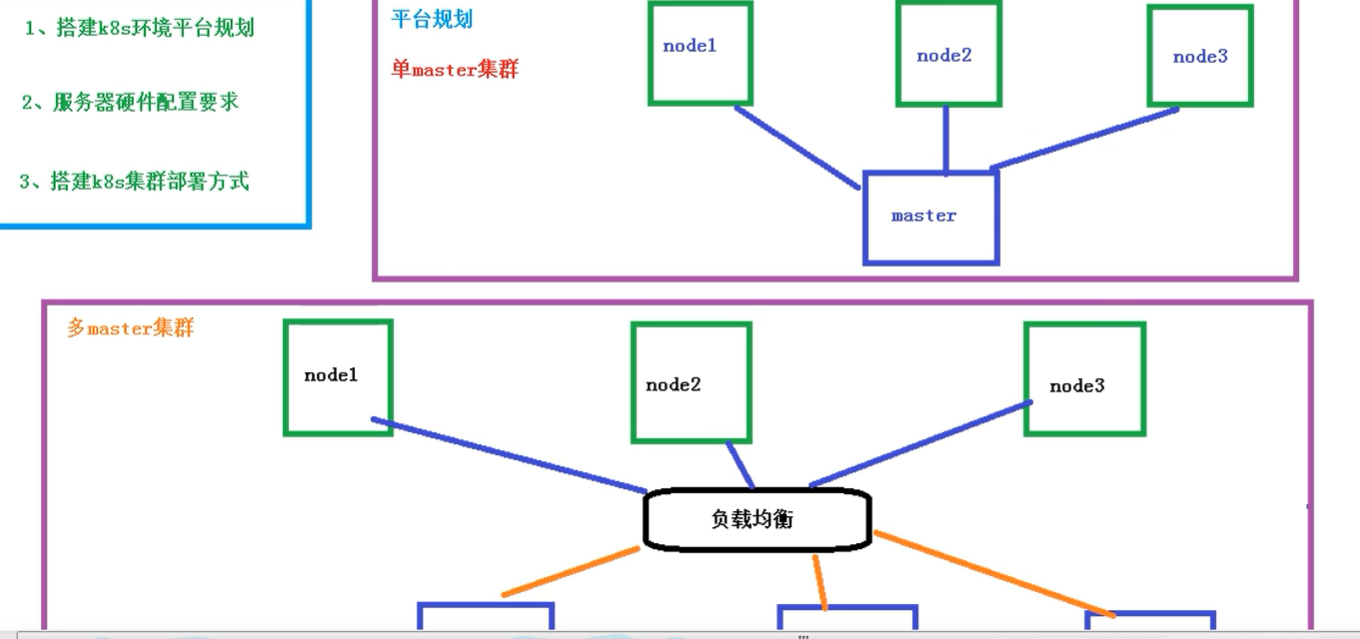 1、搭建k8s环境平台规划
2、服务器硬件配置要求
3、搭建k8s集群部署方式
平台规划
单master集群
node1
node2
node3
master
多master集群
node1
node2
node3
负载均衡